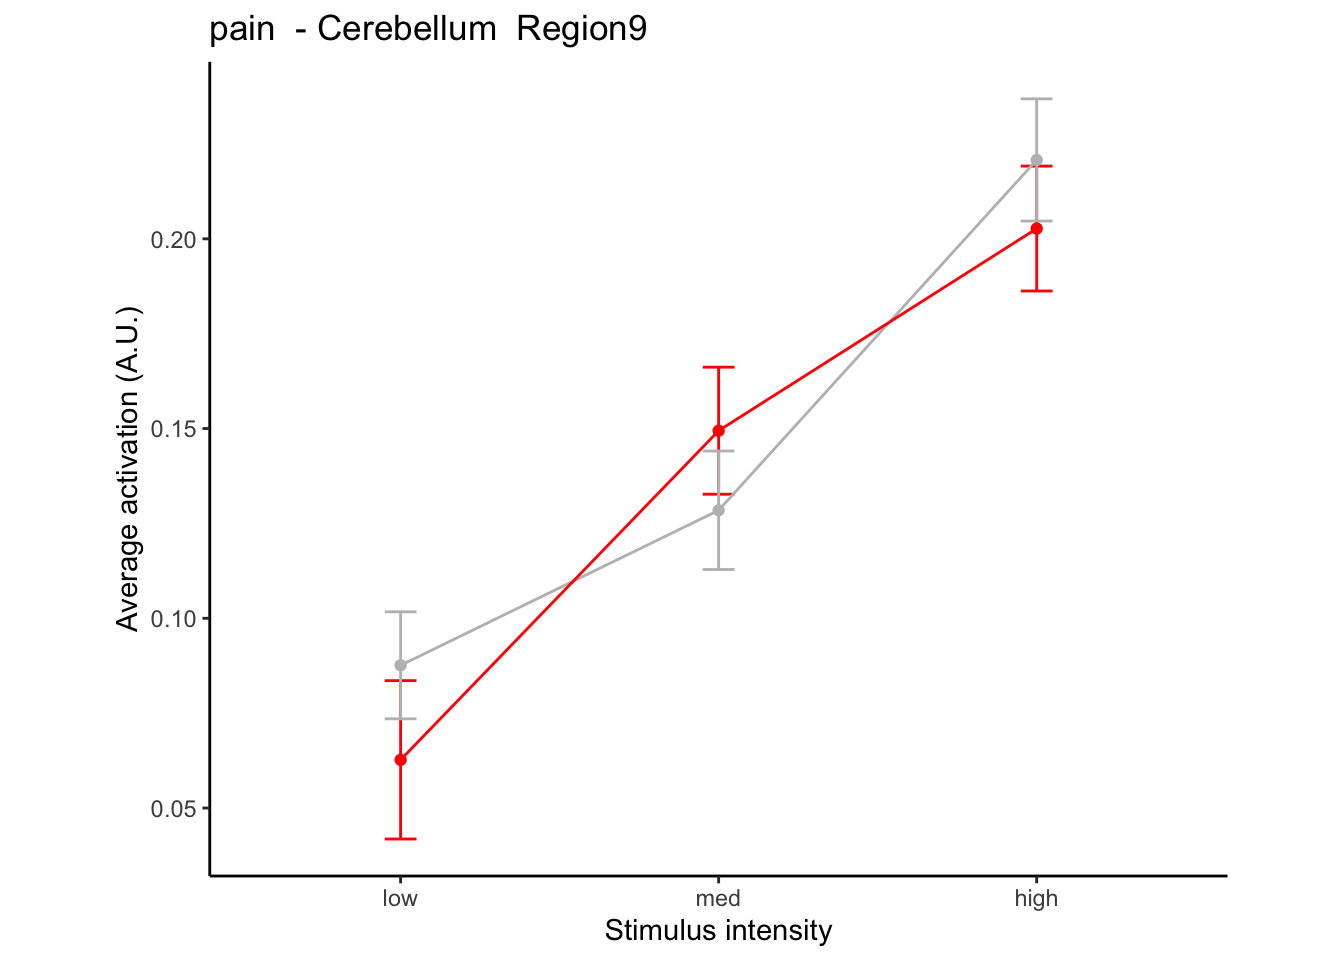 pain  - Cerebellum  Region9
Average activation (A.U.)
0.20
0.15
0.10
0.05
low
med
high
Stimulus intensity